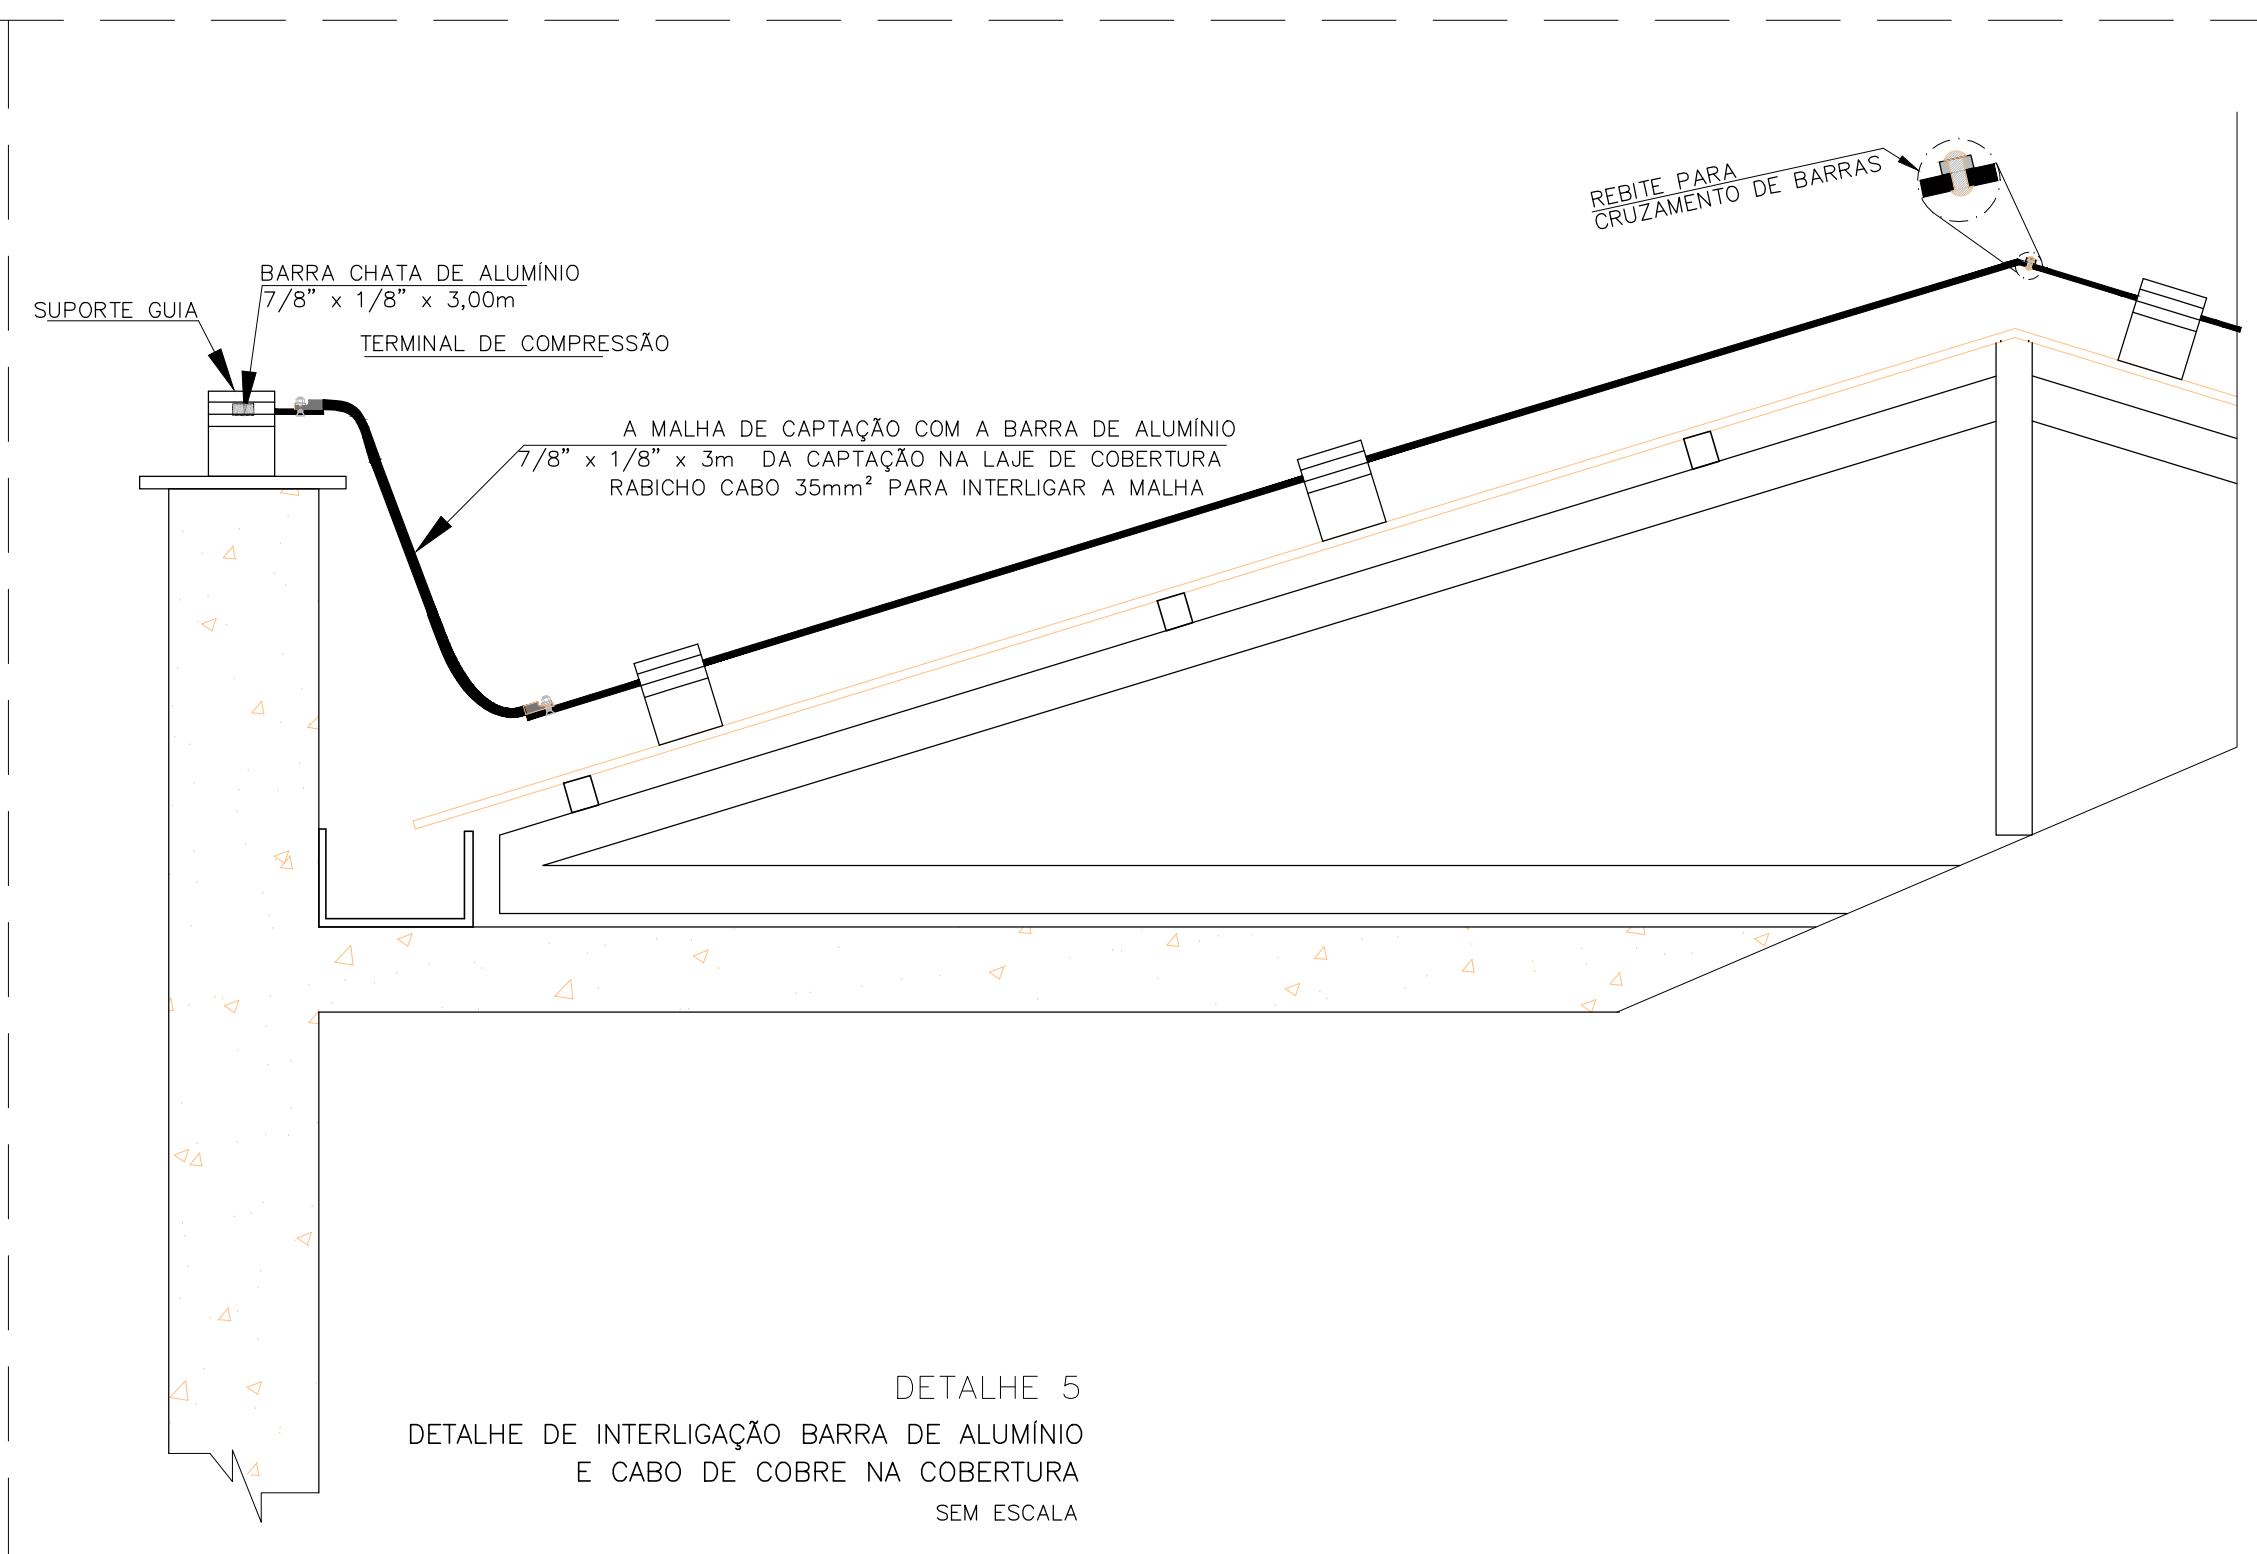 REBITE PARA
CRUZAMENTO DE BARRAS
BARRA CHATA DE ALUMÍNIO
7/8" x 1/8" x 3,00m
SUPORTE GUIA
TERMINAL DE COMPRESSÃO
A MALHA DE CAPTAÇÃO COM A BARRA DE ALUMÍNIO
7/8" x 1/8" x 3m DA CAPTAÇÃO NA LAJE DE COBERTURA
RABICHO CABO 35mm² PARA INTERLIGAR A MALHA
DETALHE 5
DETALHE DE INTERLIGAÇÃO BARRA DE ALUMÍNIO
E CABO DE COBRE NA COBERTURA
SEM ESCALA